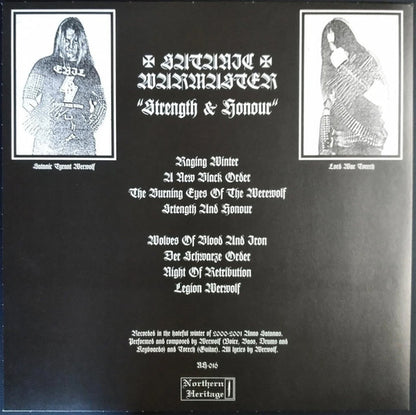 ✠ SATANIC ✠
WARMASTER
"Strength & Honour"
EVIL
Satanic Tyrant Werwolf
Lord War Torech
Raging Winter
A New Black Order
The Burning Eyes Of The Werewolf
Srtength And Honour
Wolves Of Blood And Iron
Der Schwarze Order
Night Of Retribution
Legion Werwolf
Recorded in the hateful winter of 2000-2001 Anno Satanas.
Performed and composed by Werwolf (Voice, Bass, Drums and
Keyboards) and Torech (Guitar). All lyrics by Werwolf.
NH-016
Northern
Heritage